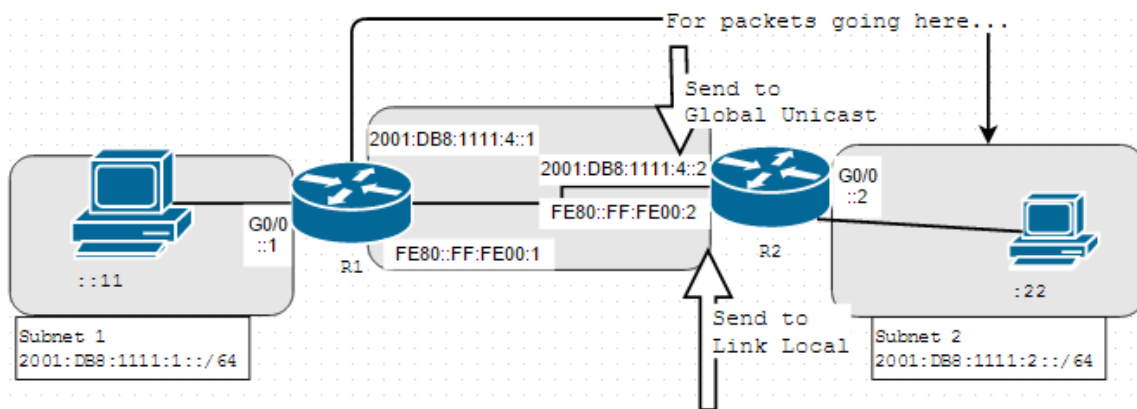 For packets going here...
Send to
Global Unicast
2001:DB8:1111:4::1
2001:DB8:1111:4::2
G0/0
::1
G0/0
::2
FE80::FF:FE00:2
FE80::FF:FE00:1
R1
R2
::11
:22
Send to
Link Local
Subnet 1
2001:DB8:1111:1::/64
Subnet 2
2001:DB8:1111:2::/64